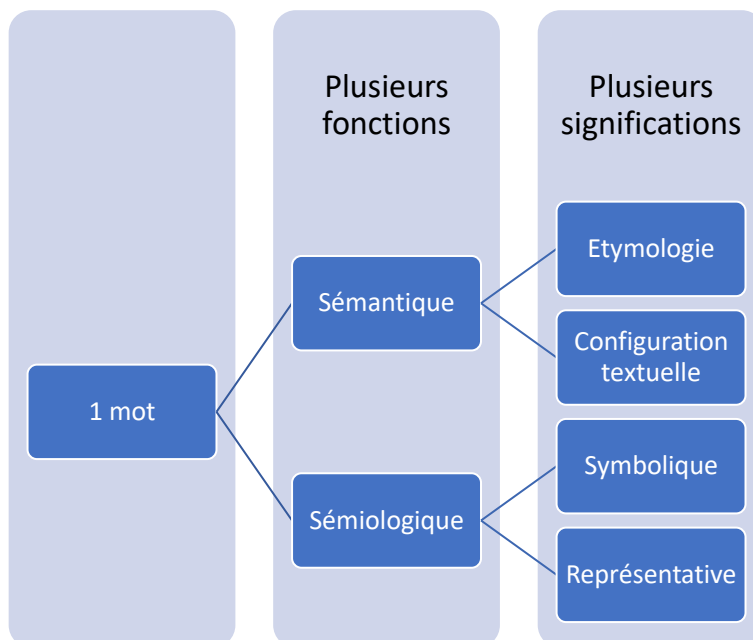 Plusieurs
fonctions
Plusieurs
significations
1 mot
Sémantique
Sémiologique
Etymologie
Configuration
textuelle
Symbolique
Représentative